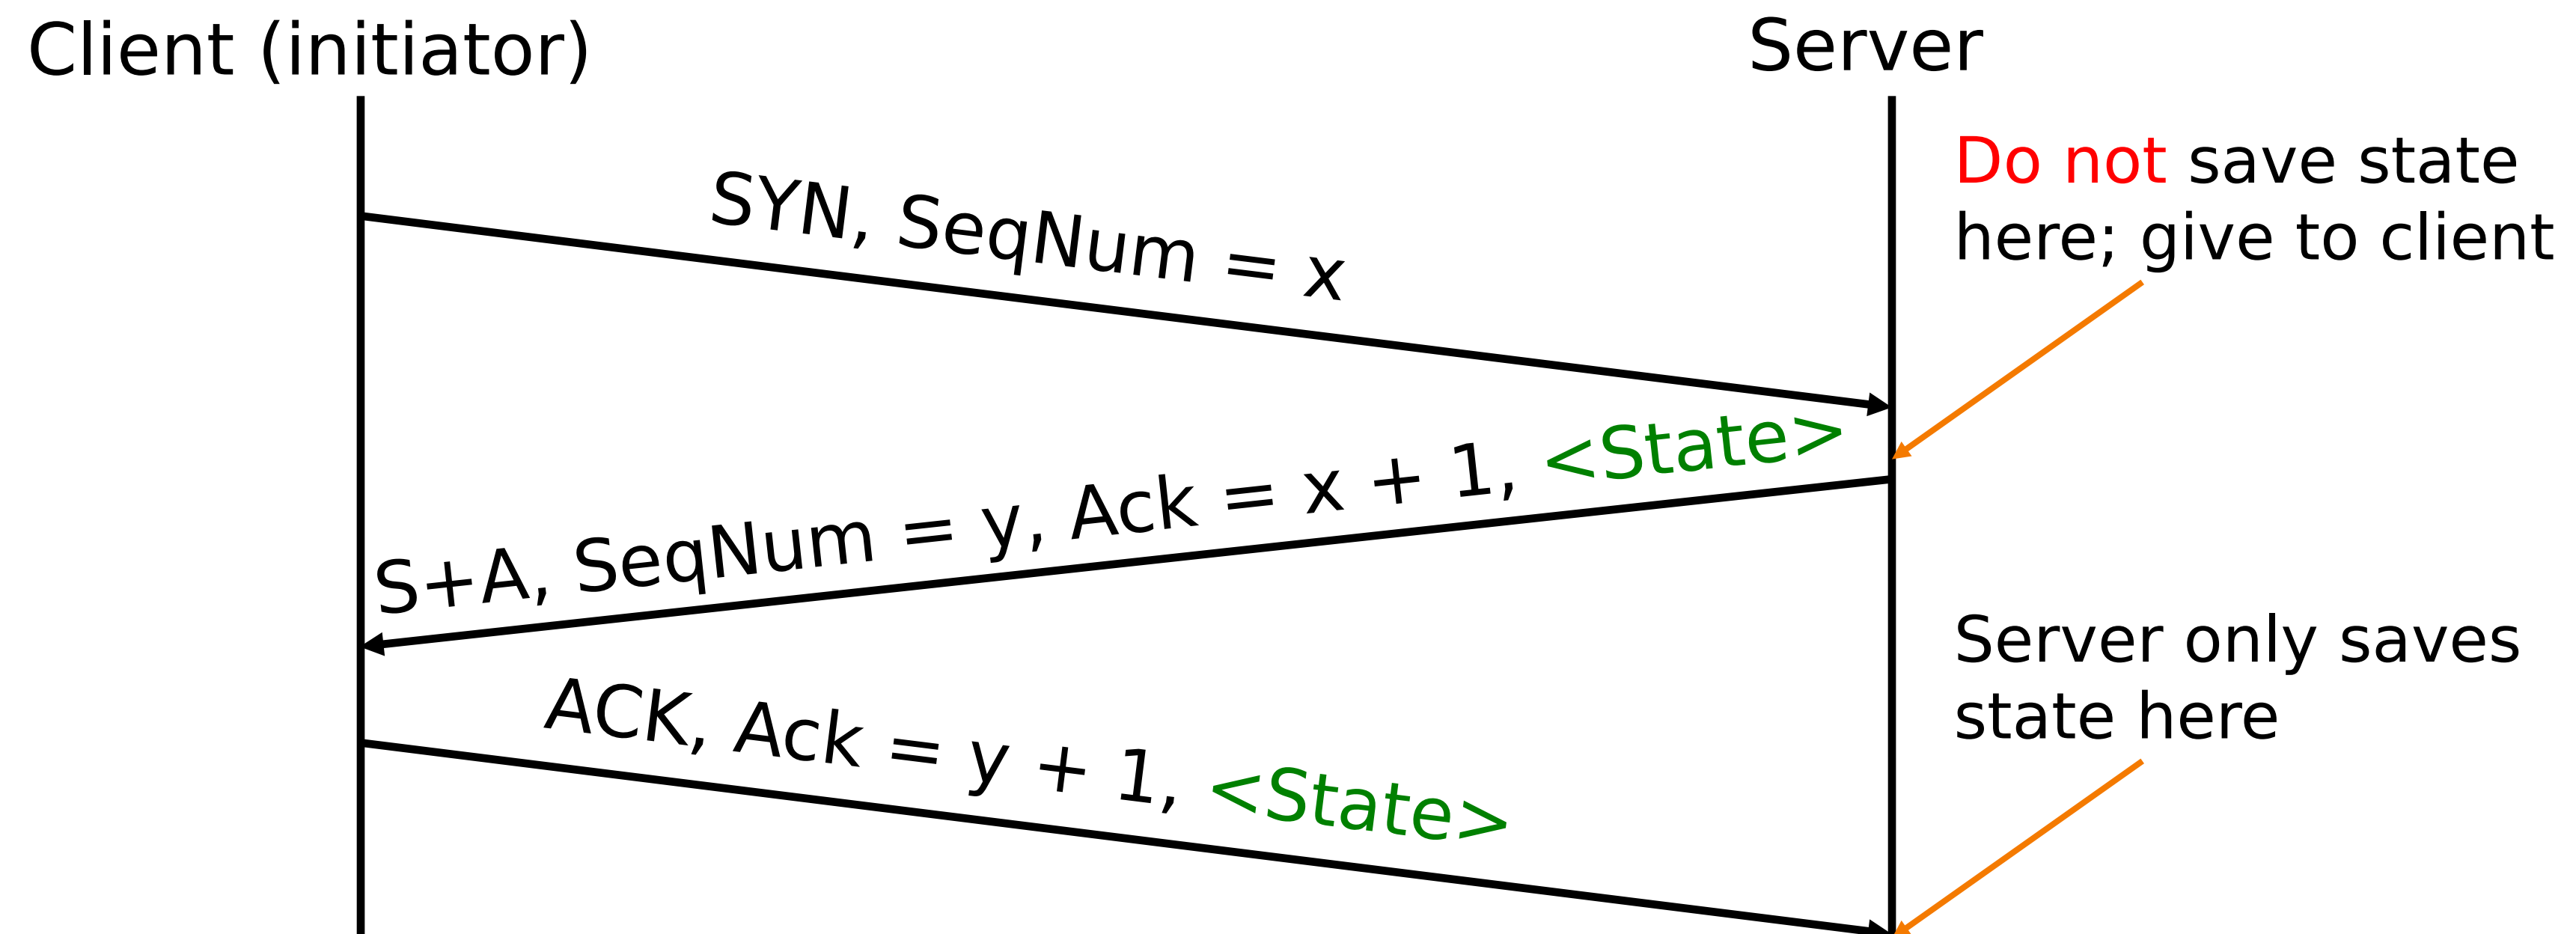 Client (initiator)
Server
Do not save state
here; give to client
SYN, SeqNum = x
S+A, SeqNum = y, Ack = x + 1, <State>
Server only saves
state here
ACK, Ack = y + 1, <State>